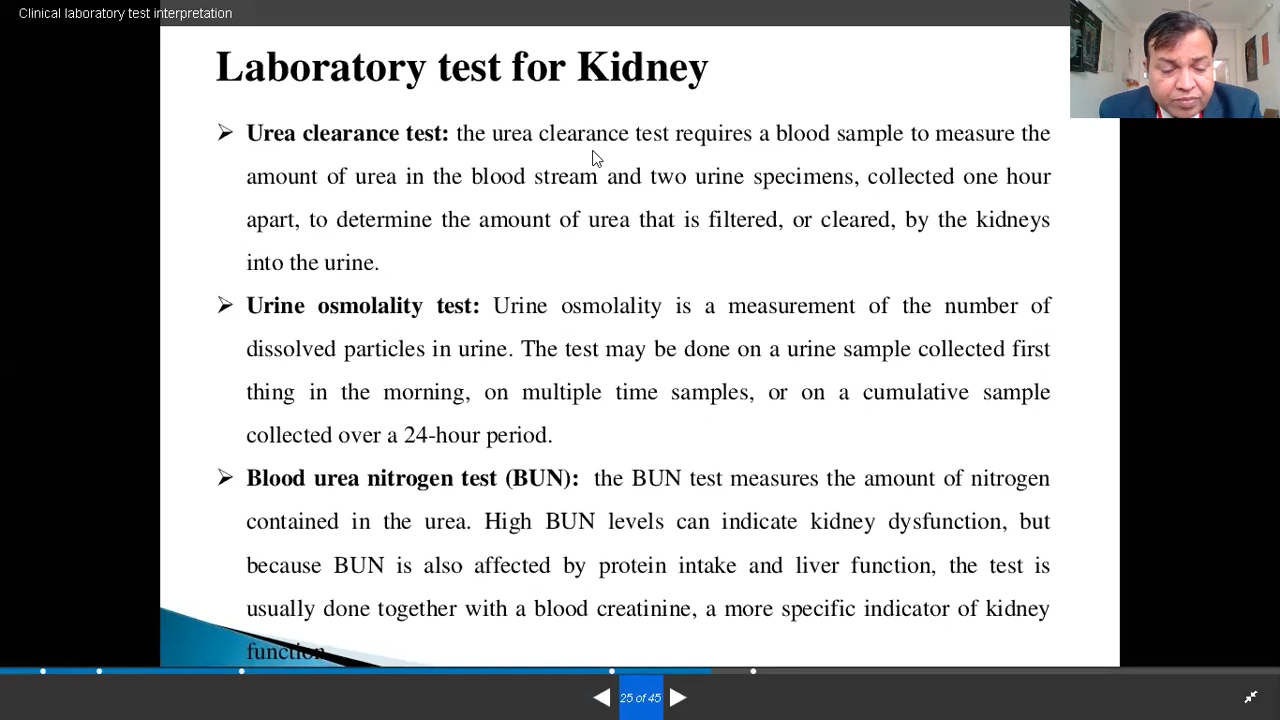 Clinical laboratory test interpretation
Laboratory test for Kidney
Urea clearance test: the urea clearance test requires a blood sample to measure the
amount of urea in the blood stream and two urine specimens, collected one hour
apart, to determine the amount of urea that is filtered, or cleared, by the kidneys
into the urine.
Urine osmolality test: Urine osmolality is a measurement of the number of
dissolved particles in urine. The test may be done on a urine sample collected first
thing in the morning, on multiple time samples, or on a cumulative sample
collected over a 24-hour period.
Blood urea nitrogen test (BUN): the BUN test measures the amount of nitrogen
contained in the urea. High BUN levels can indicate kidney dysfunction, but
because BUN is also affected by protein intake and liver function, the test is
usually done together with a blood creatinine, a more specific indicator of kidney
function.
25 of 45